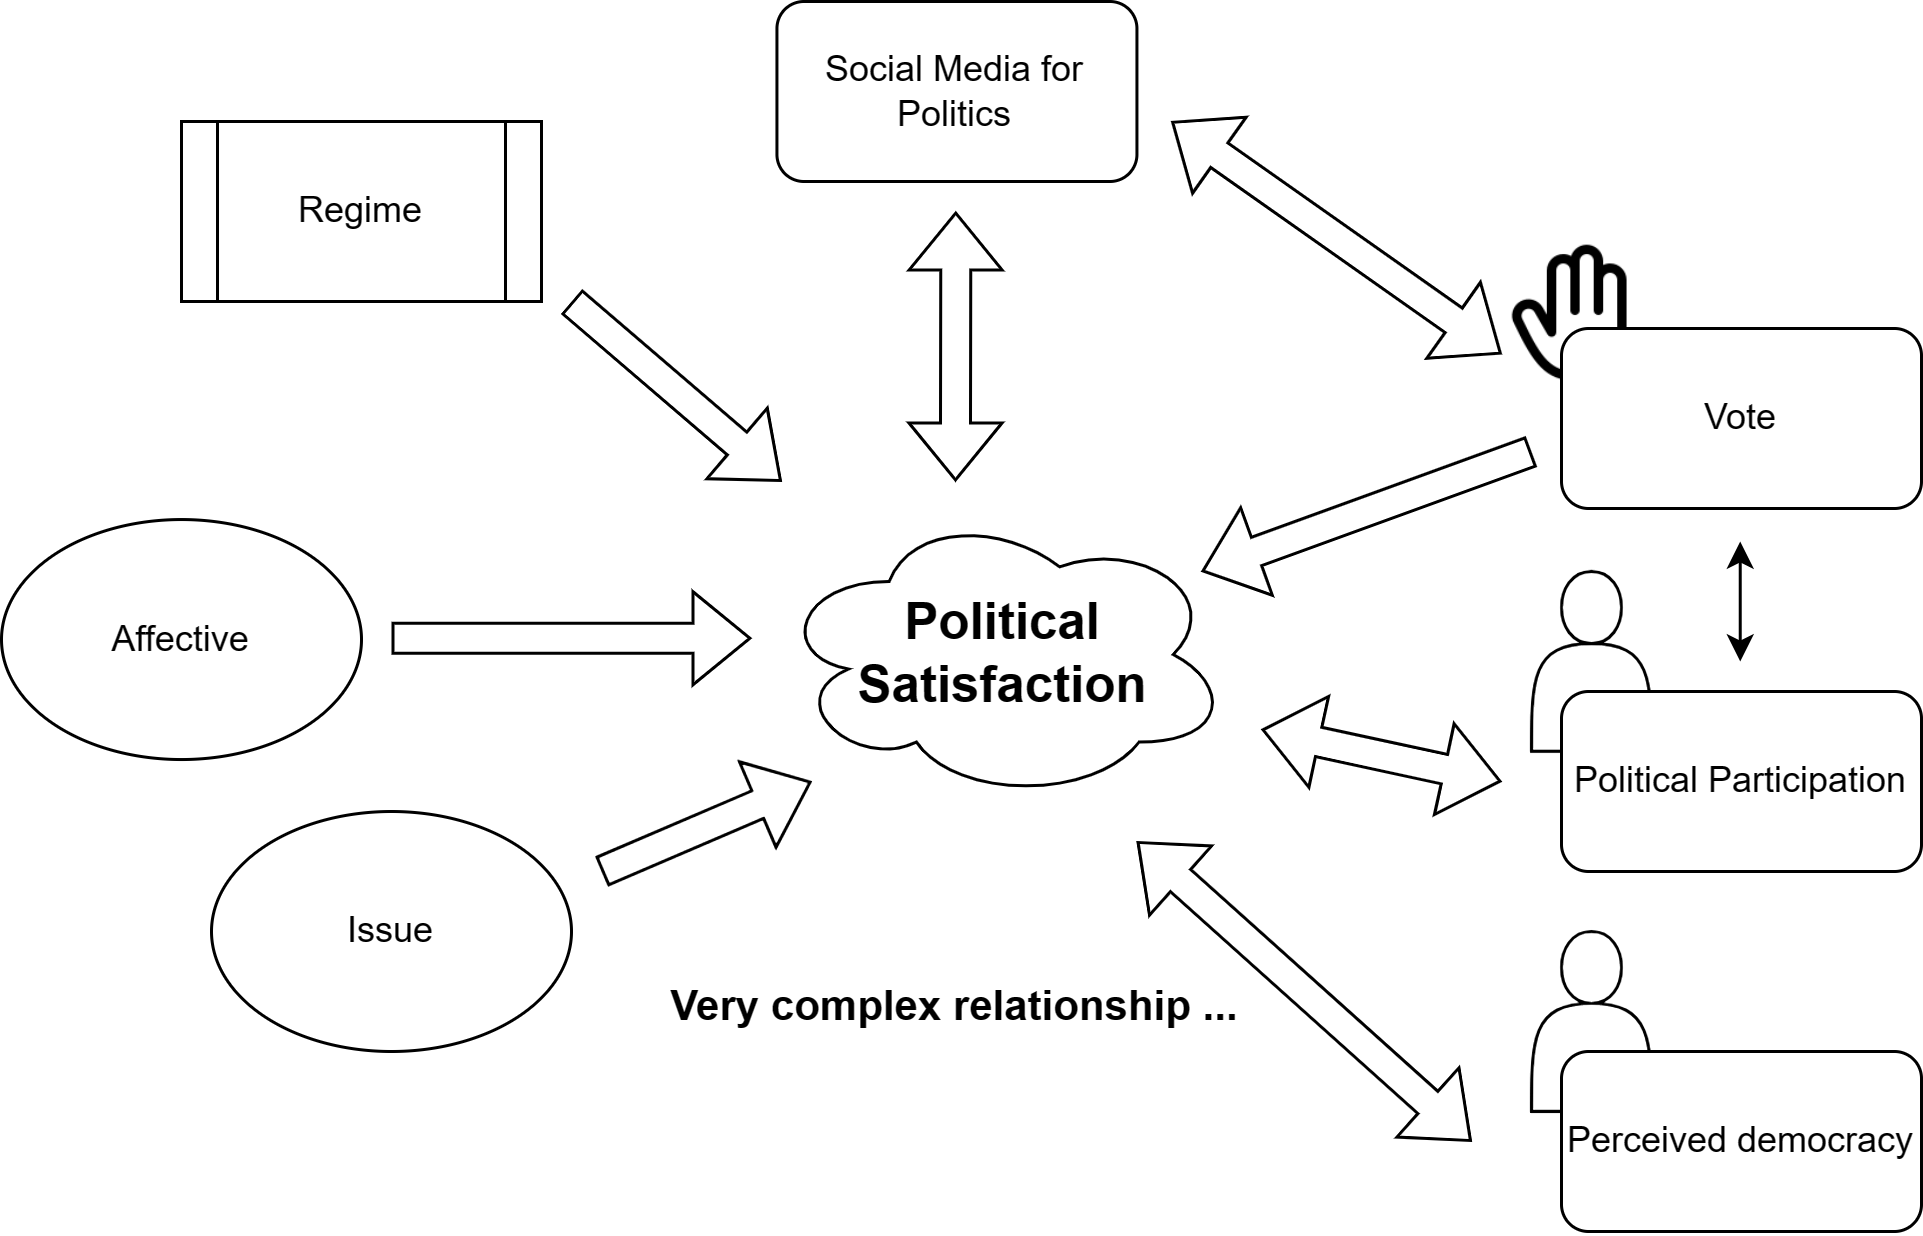 Social Media for
Politics
Regime
Vote
Affective
Political
Satisfaction
Political Participation
Issue
Very complex relationship ...
Perceived democracy